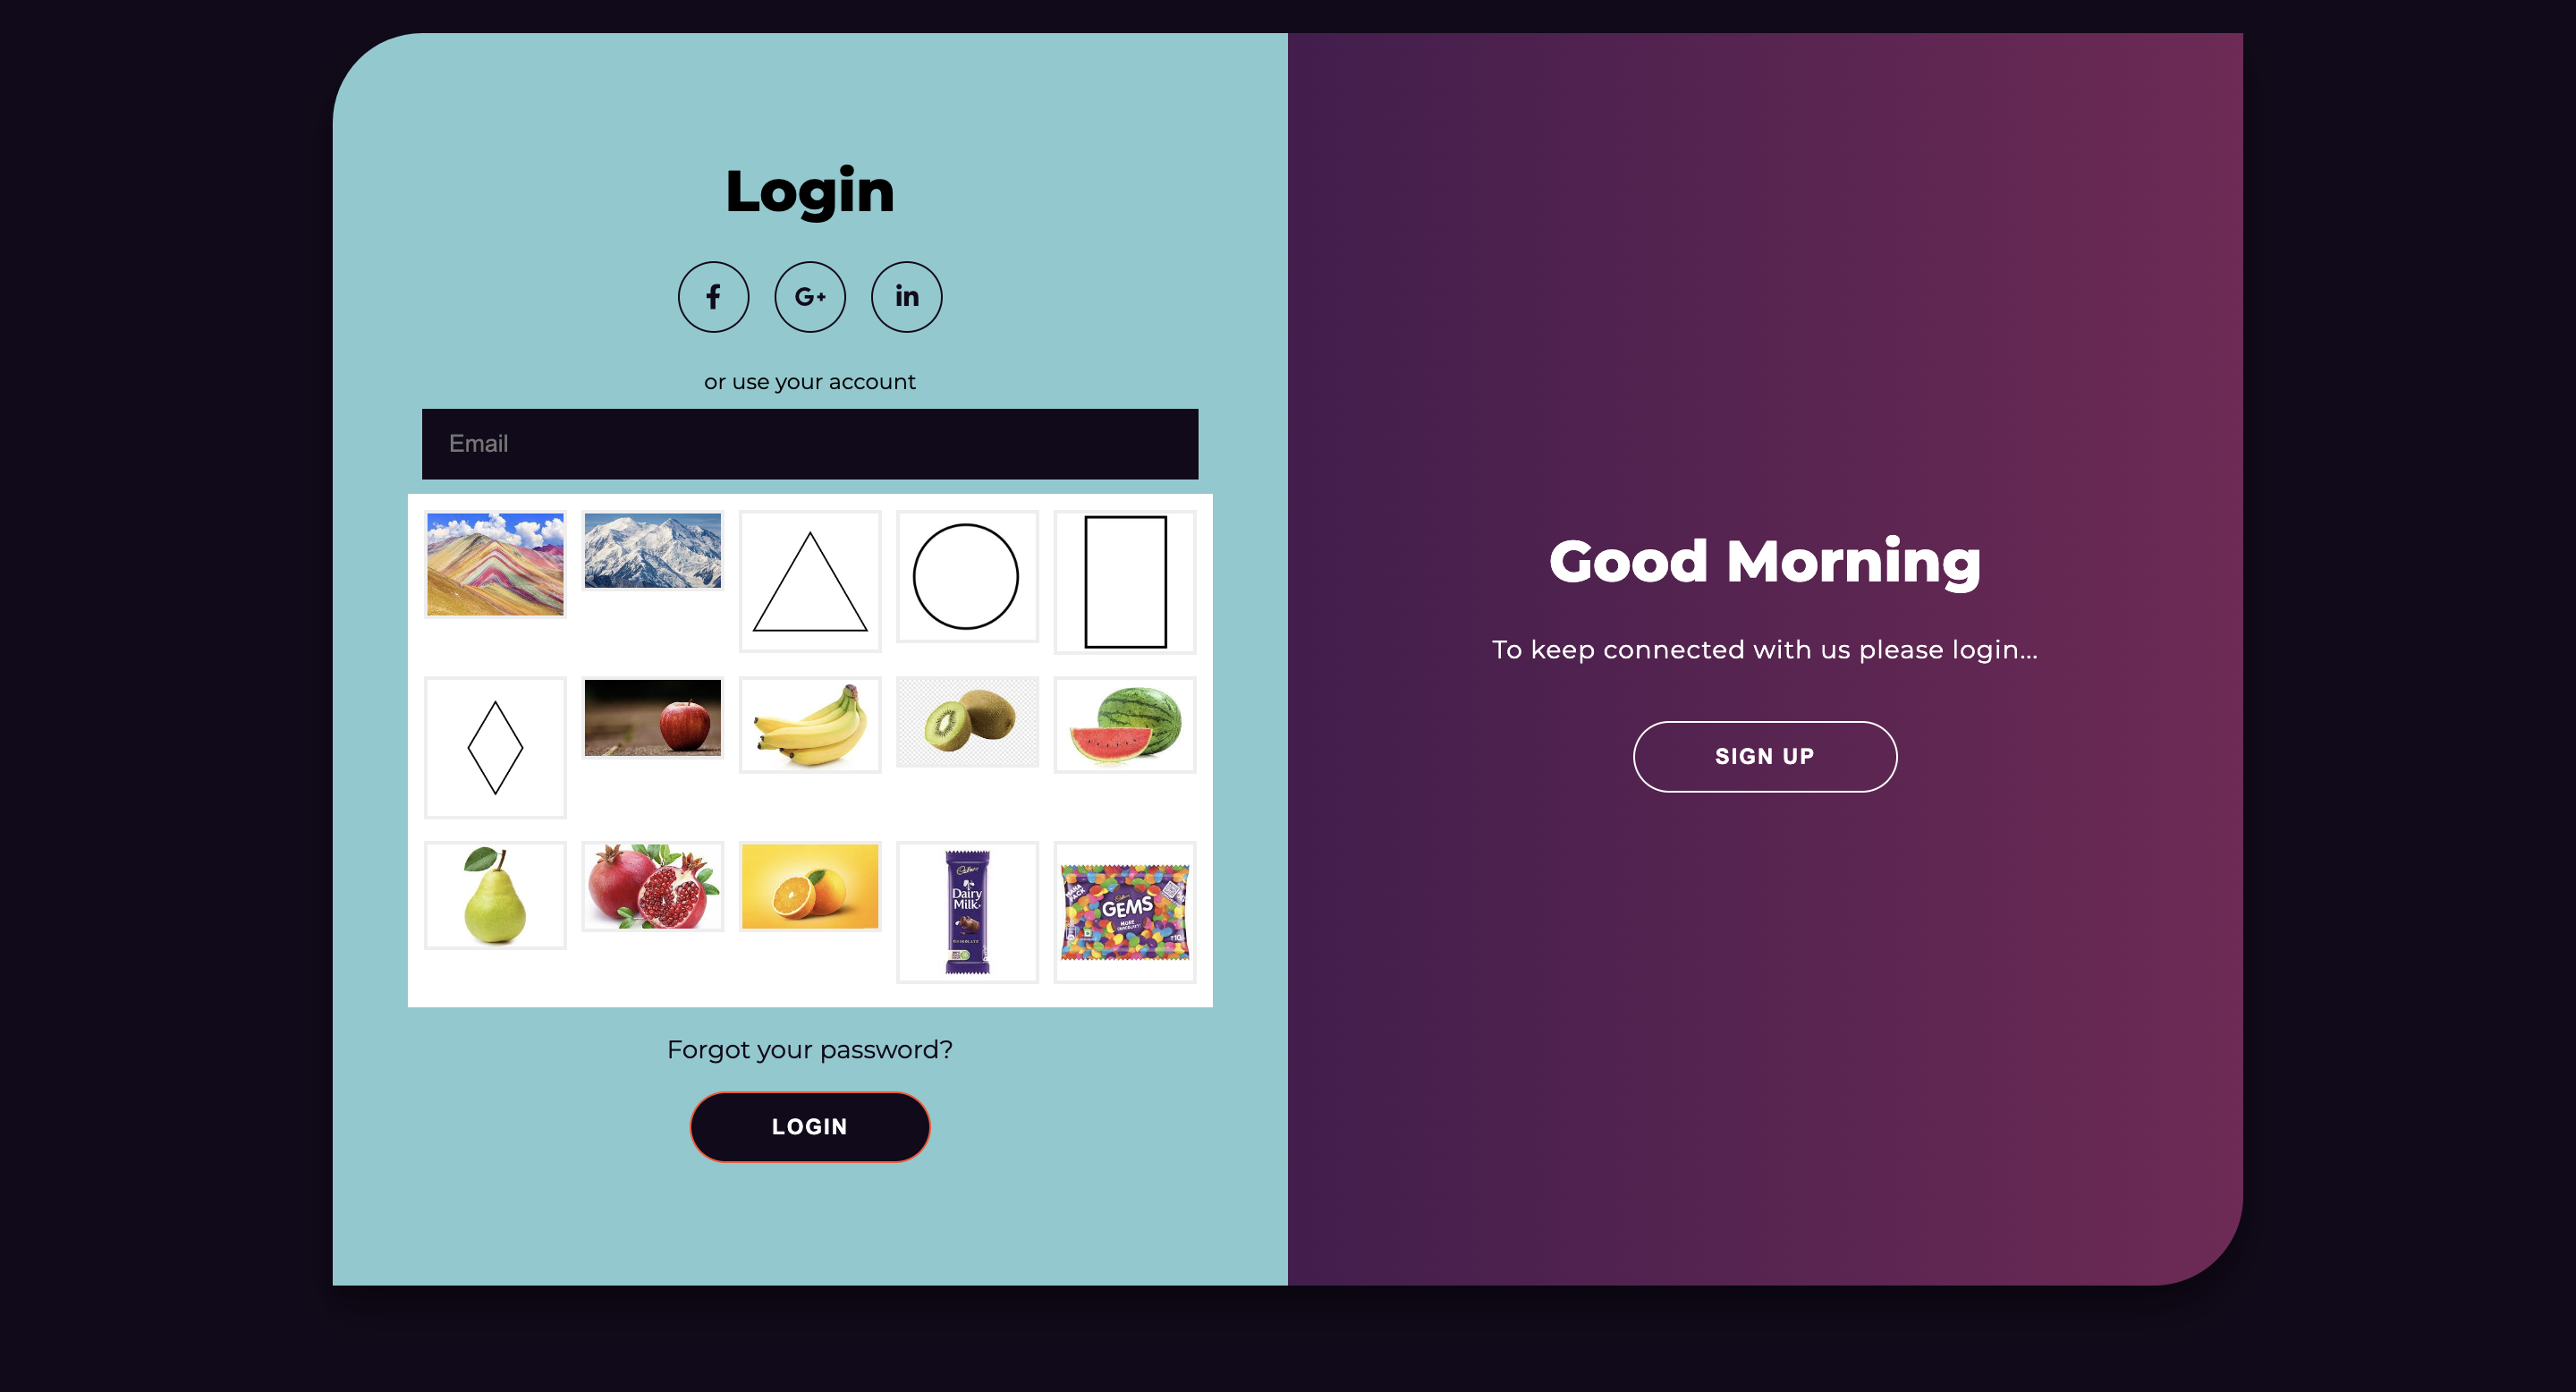 Login
f
G+
in
or use your account
Email
Dairy
Milk
GEMS
Forgot your password?
LOGIN
Good Morning
To keep connected with us please login...
SIGN UP